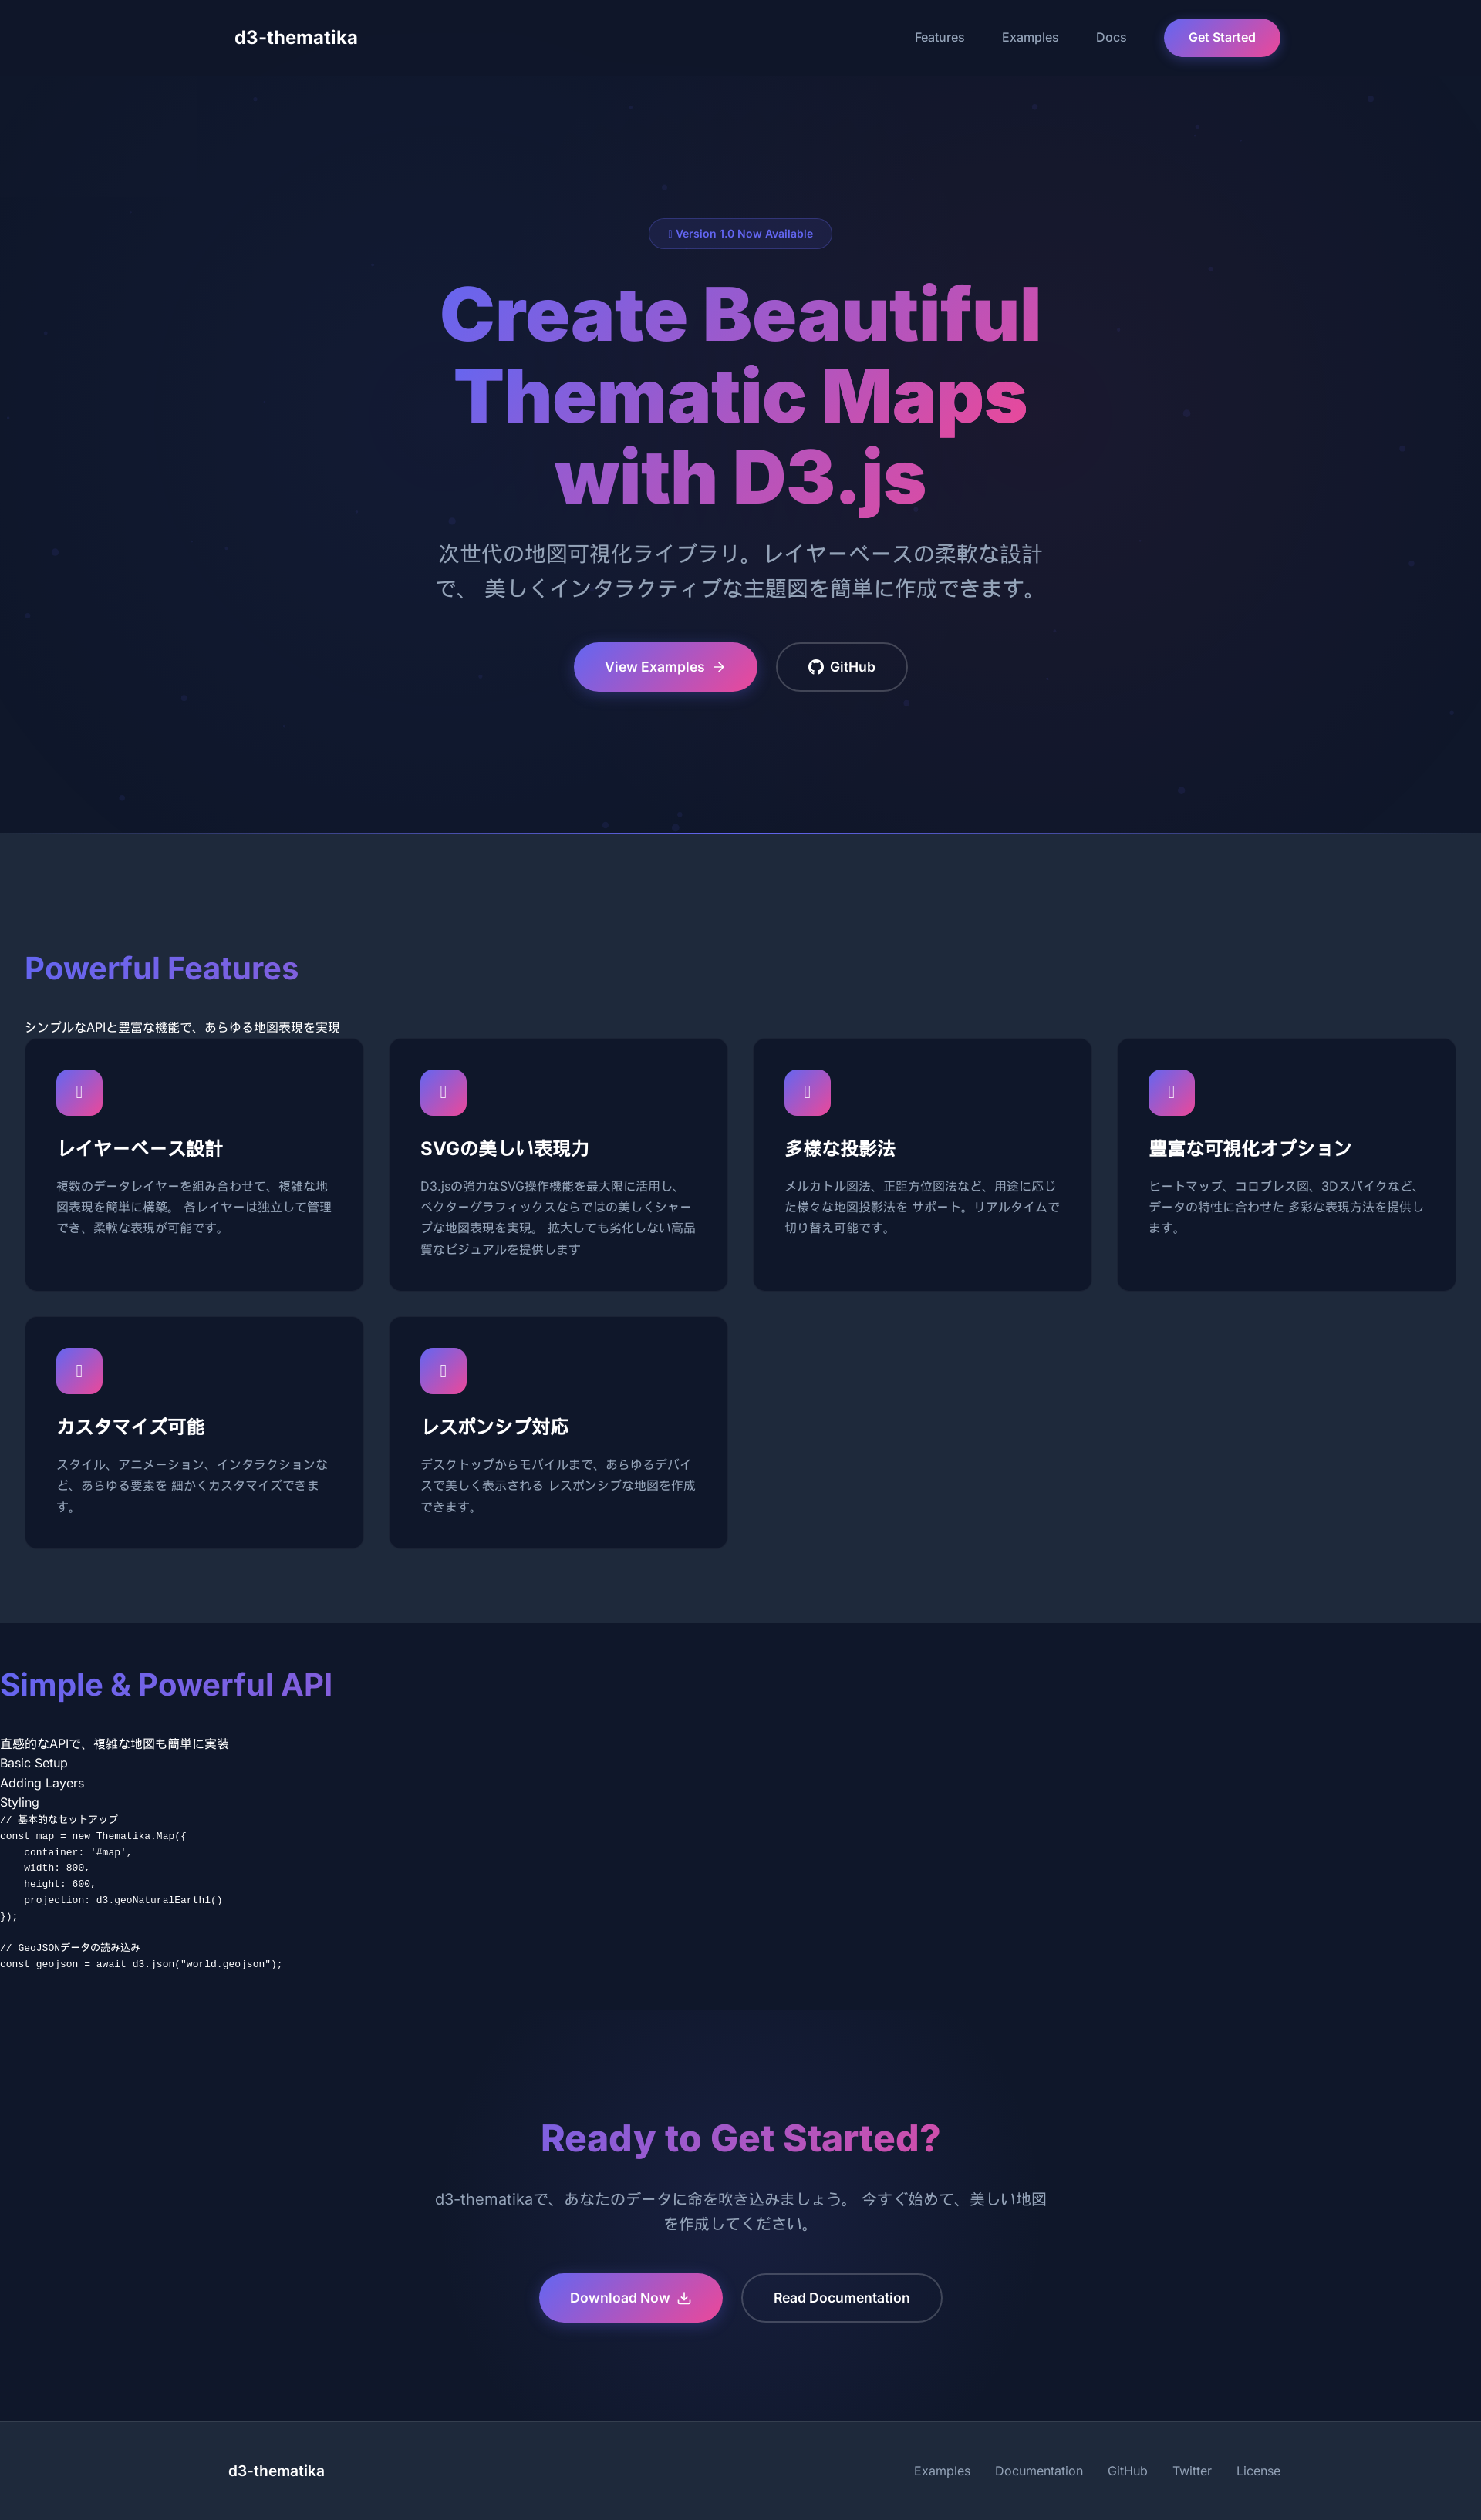 d3-thematika
Features Examples Docs Get Started
Version 1.0 Now Available
Create Beautiful
Thematic Maps
with D3.js
次世代の地図可視化ライブラリ。レイヤーベースの柔軟な設計
で、 美しくインタラクティブな主題図を簡単に作成できます。
View Examples
GitHub
Powerful Features
シンプルなAPIと豊富な機能で、あらゆる地図表現を実現
レイヤーベース設計
複数のデータレイヤーを組み合わせて、複雑な地
図表現を簡単に構築。 各レイヤーは独立して管理
でき、柔軟な表現が可能です。
SVGの美しい表現力
D3.jsの強力なSVG操作機能を最大限に活用し、
ベクターグラフィックスならではの美しくシャー
プな地図表現を実現。 拡大しても劣化しない高品
質なビジュアルを提供します
多様な投影法
メルカトル図法、正距方位図法など、用途に応じ
た様々な地図投影法を サポート。リアルタイムで
切り替え可能です。
豊富な可視化オプション
ヒートマップ、コロプレス図、3Dスパイクなど、
データの特性に合わせた 多彩な表現方法を提供し
ます。
カスタマイズ可能
スタイル、アニメーション、インタラクションな
ど、あらゆる要素を 細かくカスタマイズできま
す。
レスポンシブ対応
デスクトップからモバイルまで、あらゆるデバイ
スで美しく表示される レスポンシブな地図を作成
できます。
Simple & Powerful API
直感的なAPIで、複雑な地図も簡単に実装
Basic Setup
Adding Layers
Styling
// 基本的なセットアップ
const map = new Thematika.Map({
    container: '#map',
    width: 800,
    height: 600,
    projection: d3.geoNaturalEarth1()
});
// GeoJSONデータの読み込み
const geojson = await d3.json("world.geojson");
Ready to Get Started?
d3-thematikaで、あなたのデータに命を吹き込みましょう。 今すぐ始めて、美しい地図
を作成してください。
Download Now
Read Documentation
d3-thematika
Examples Documentation GitHub Twitter License